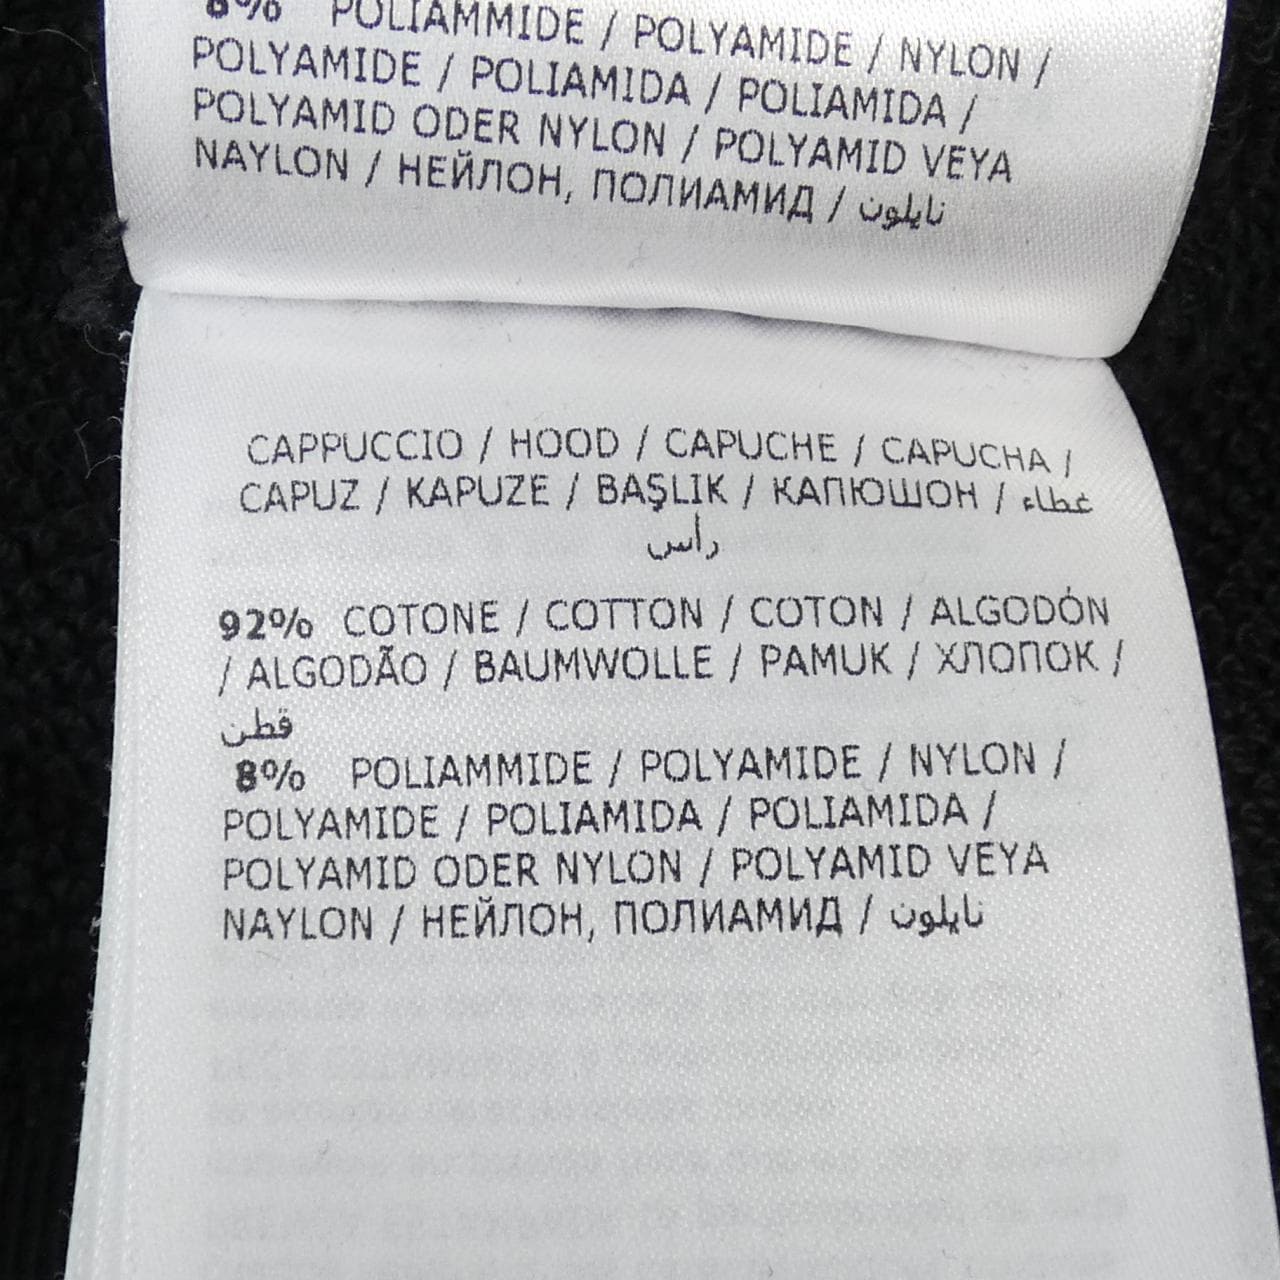 8% POLIAMMIDE / POLYAMIDE / NYLON /
POLYAMIDE / POLIAMIDA / POLIAMIDA /
POLYAMID ODER NYLON / POLYAMID VEYA
NAYLON / НЕЙЛОН, ПОЛИАМИД / نايلون
CAPPUCCIO / HOOD / CAPUCHE / CAPUCHA /
CAPUZ / KAPUZE / BAŞLIK / КАПЮШОН / غطاء
رأس
92% COTONE / COTTON / COTON / ALGODÓN
/ ALGODÃO / BAUMWOLLE / PAMUK / ХЛОПОК /
قطن
8% POLIAMMIDE / POLYAMIDE / NYLON /
POLYAMIDE / POLIAMIDA / POLIAMIDA /
POLYAMID ODER NYLON / POLYAMID VEYA
NAYLON / НЕЙЛОН, ПОЛИАМИД / نايلون